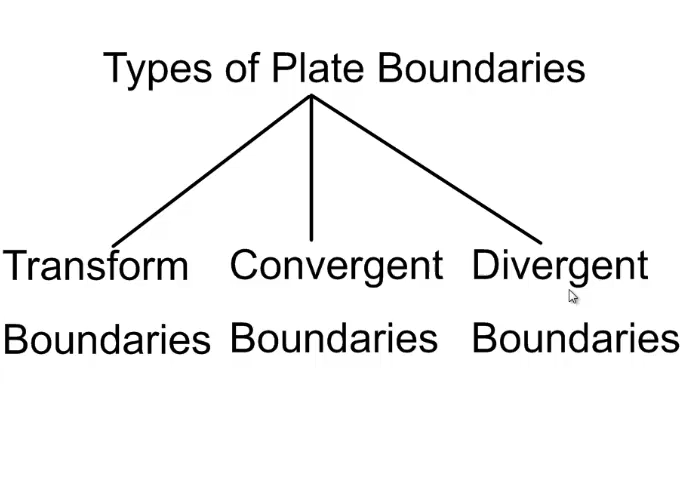 Types of Plate Boundaries
Transform
Boundaries
Convergent
Boundaries
Divergent
Boundaries